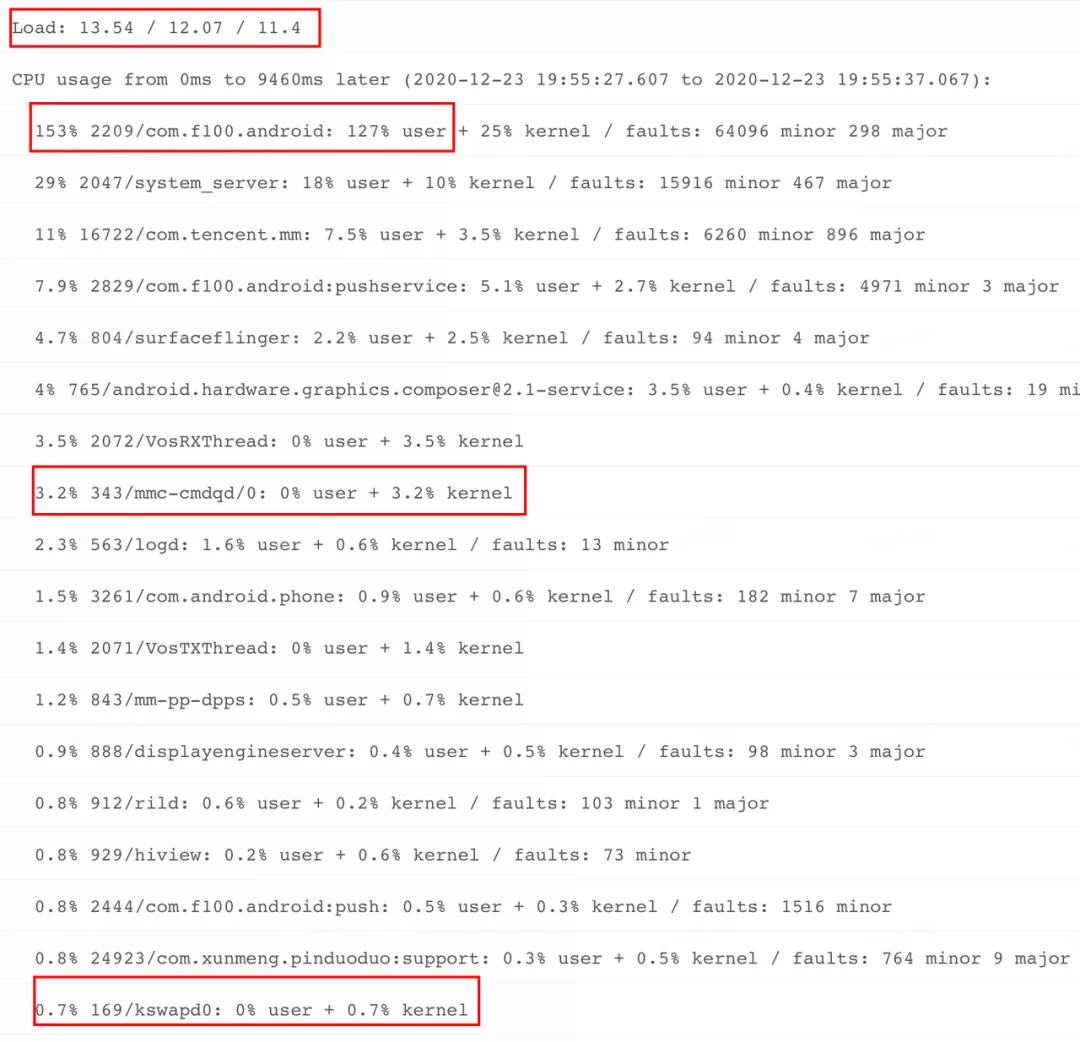 Load: 13.54 / 12.07 / 11.4
CPU usage from 0ms to 9460ms later (2020-12-23 19:55:27.607 to 2020-12-23 19:55:37.067):
153% 2209/com.f100.android: 127% user + 25% kernel / faults: 64096 minor 298 major
29% 2047/system_server: 18% user + 10% kernel / faults: 15916 minor 467 major
11% 16722/com.tencent.mm: 7.5% user + 3.5% kernel / faults: 6260 minor 896 major
7.9% 2829/com.f100.android:pushservice: 5.1% user + 2.7% kernel / faults: 4971 minor 3 major
4.7% 804/surfaceflinger: 2.2% user + 2.5% kernel / faults: 94 minor 4 major
4% 765/android.hardware.graphics.composer@2.1-service: 3.5% user + 0.4% kernel / faults: 19 mi
3.5% 2072/VosRXThread: 0% user + 3.5% kernel
3.2% 343/mmc-cmdqd/0: 0% user + 3.2% kernel
2.3% 563/logd: 1.6% user + 0.6% kernel / faults: 13 minor
1.5% 3261/com.android.phone: 0.9% user + 0.6% kernel / faults: 182 minor 7 major
1.4% 2071/VosTXThread: 0% user + 1.4% kernel
1.2% 843/mm-pp-dpps: 0.5% user + 0.7% kernel
0.9% 888/displayengineserver: 0.4% user + 0.5% kernel / faults: 98 minor 3 major
0.8% 912/rild: 0.6% user + 0.2% kernel / faults: 103 minor 1 major
0.8% 929/hiview: 0.2% user + 0.6% kernel / faults: 73 minor
0.8% 2444/com.f100.android:push: 0.5% user + 0.3% kernel / faults: 1516 minor
0.8% 24923/com.xunmeng.pinduoduo:support: 0.3% user + 0.5% kernel / faults: 764 minor 9 major
0.7% 169/kswapd0: 0% user + 0.7% kernel